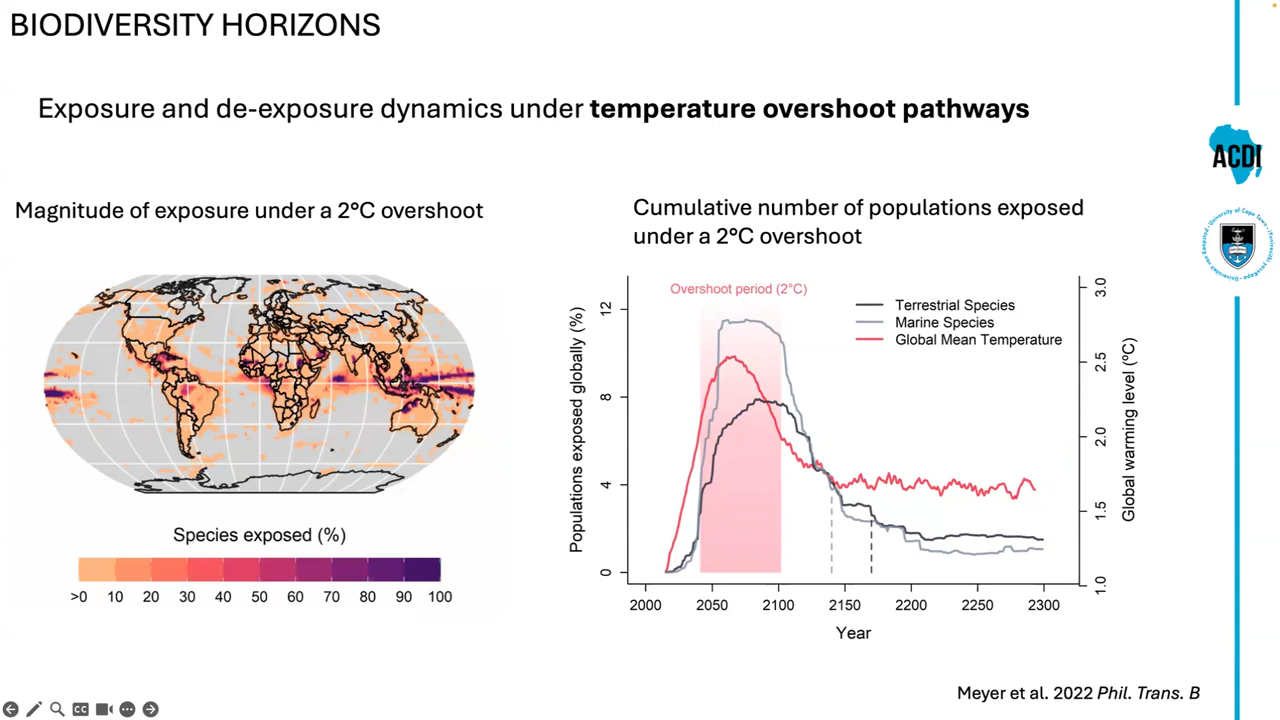 BIODIVERSITY HORIZONS
Exposure and de-exposure dynamics under temperature overshoot pathways
ACDI
Magnitude of exposure under a 2°C overshoot
Species exposed (%)
>0 10 20 30 40 50 60 70 80 90 100
Cumulative number of populations exposed
under a 2°C overshoot
Overshoot period (2°C)
Terrestrial Species
Marine Species
Global Mean Temperature
Populations exposed globally (%)
12
8
4
0
3.0
2.5
2.0
1.5
1.0
Global warming level (°C)
2000 2050 2100 2150 2200 2250 2300
Year
Meyer et al. 2022 Phil. Trans. B
CC